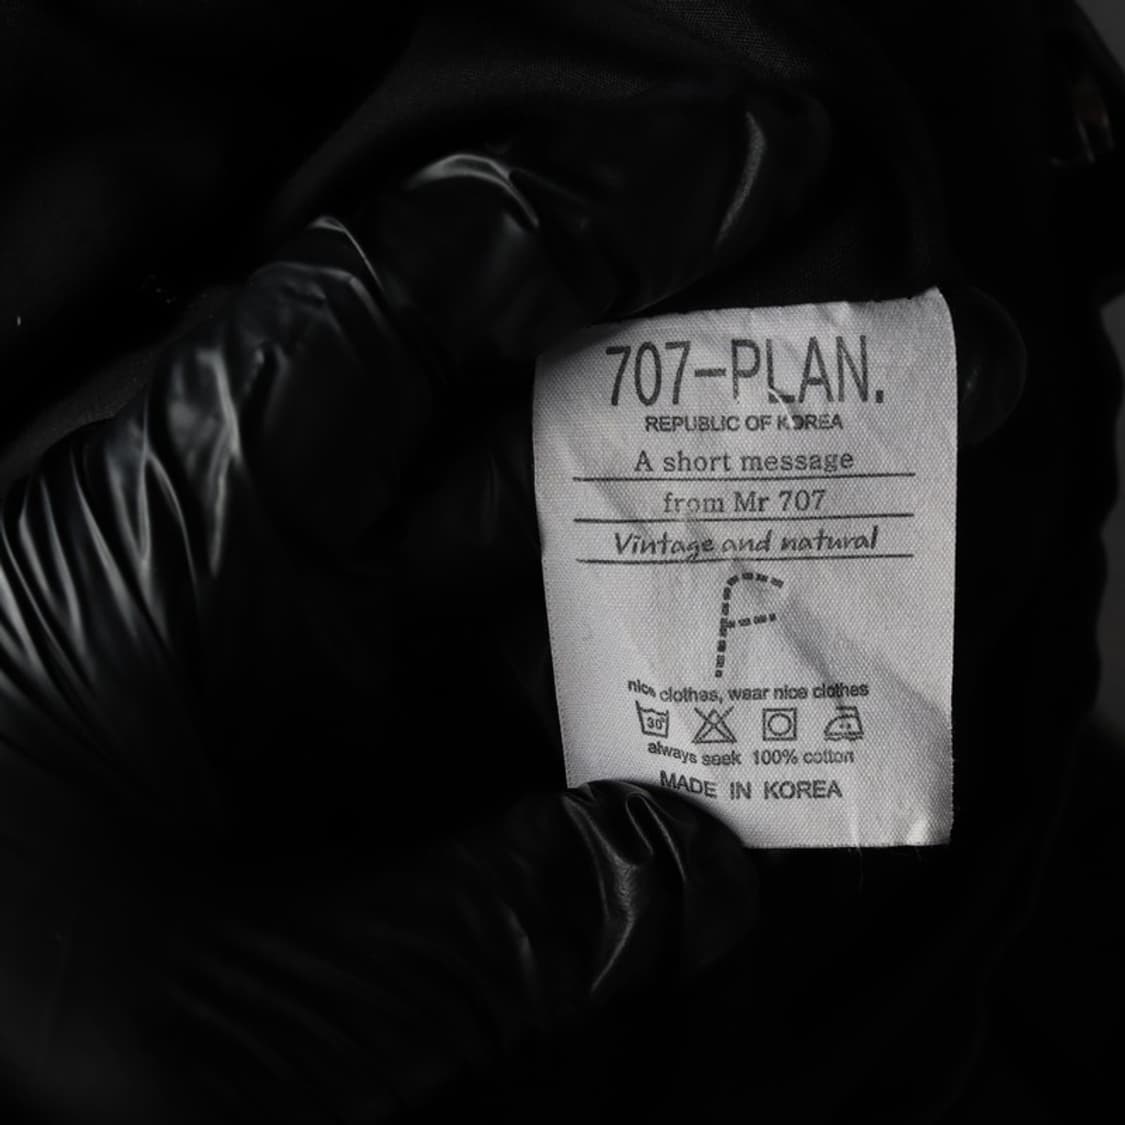 707-PLAN.
REPUBLIC OF KOREA
A short message
from Mr 707
Vintage and natural
F
nice clothes, wear nice clothes
30°
always seek 100% cotton
MADE IN KOREA